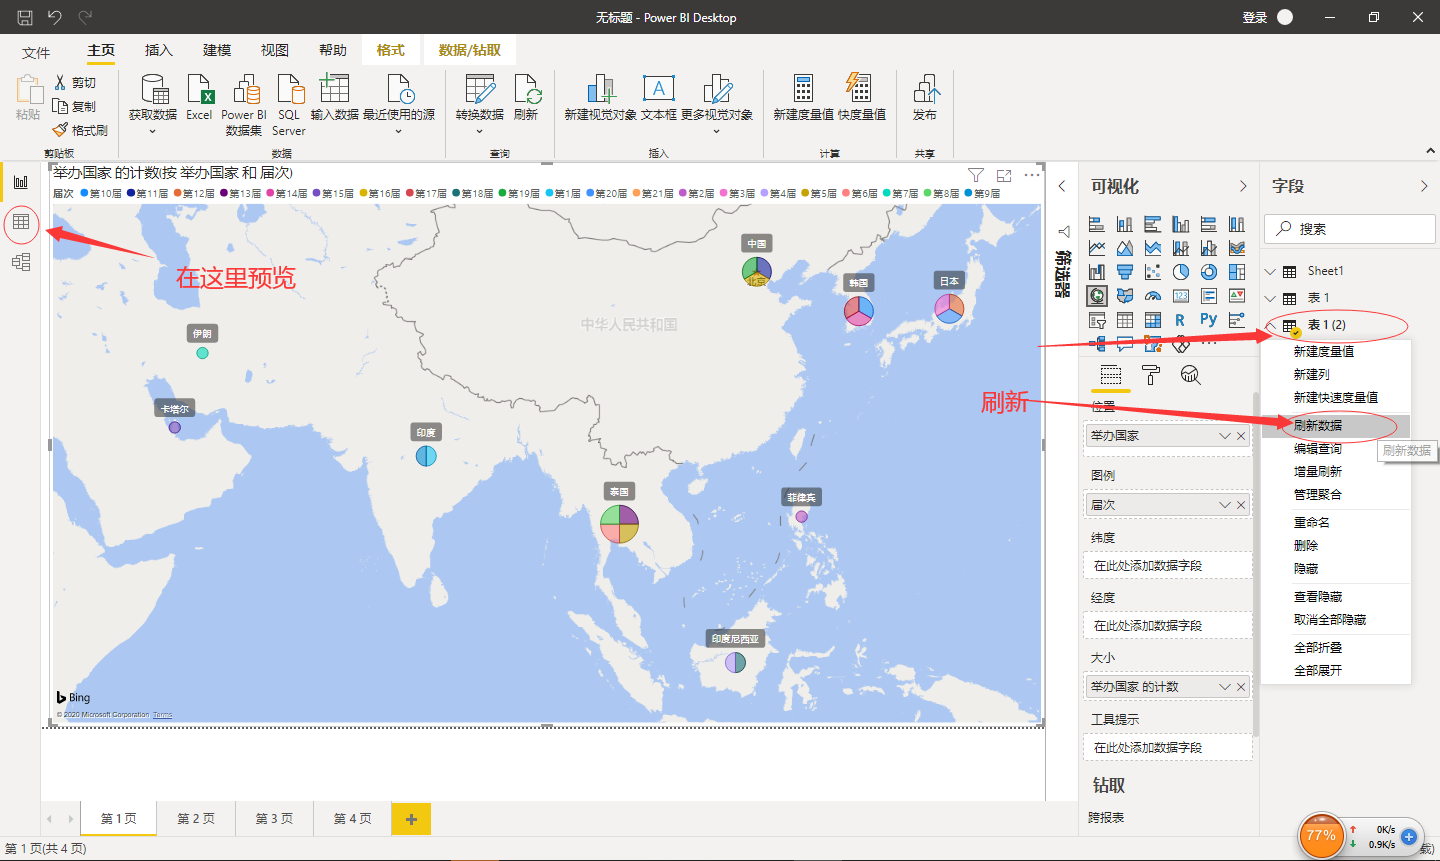 无标题 - Power BI Desktop
登录
文件
主页
插入
建模
视图
帮助
格式
数据/钻取
粘贴
剪切
复制
格式刷
剪贴板
获取数据
Excel
Power BI
数据集
SQL
Server
输入数据
最近使用的源
数据
转换数据
刷新
查询
新建视觉对象
文本框
更多视觉对象
插入
新建度量值
快度量值
计算
发布
共享
举办国家 的计数(按 举办国家 和 届次)
届次 第10届 第11届 第12届 第13届 第14届 第15届 第16届 第17届 第18届 第19届 第1届 第20届 第21届 第2届 第3届 第4届 第5届 第6届 第7届 第8届 第9届
在这里预览
中国
北京
韩国
日本
中华人民共和国
伊朗
卡塔尔
印度
泰国
菲律宾
印度尼西亚
Bing
© 2020 Microsoft Corporation Terms
筛选器
刷新
可视化
位置
举办国家
图例
届次
纬度
在此处添加数据字段
经度
在此处添加数据字段
大小
举办国家 的计数
工具提示
在此处添加数据字段
钻取
跨报表
字段
搜索
Sheet1
表 1
表 1 (2)
新建度量值
新建列
新建快速度量值
刷新数据
刷新数据
编辑查询
增量刷新
管理聚合
重命名
删除
隐藏
查看隐藏
取消全部隐藏
全部折叠
全部展开
第 1 页
第 2 页
第 3 页
第 4 页
第 1 页(共 4 页)
77%
0K/s
0.9K/s
载)